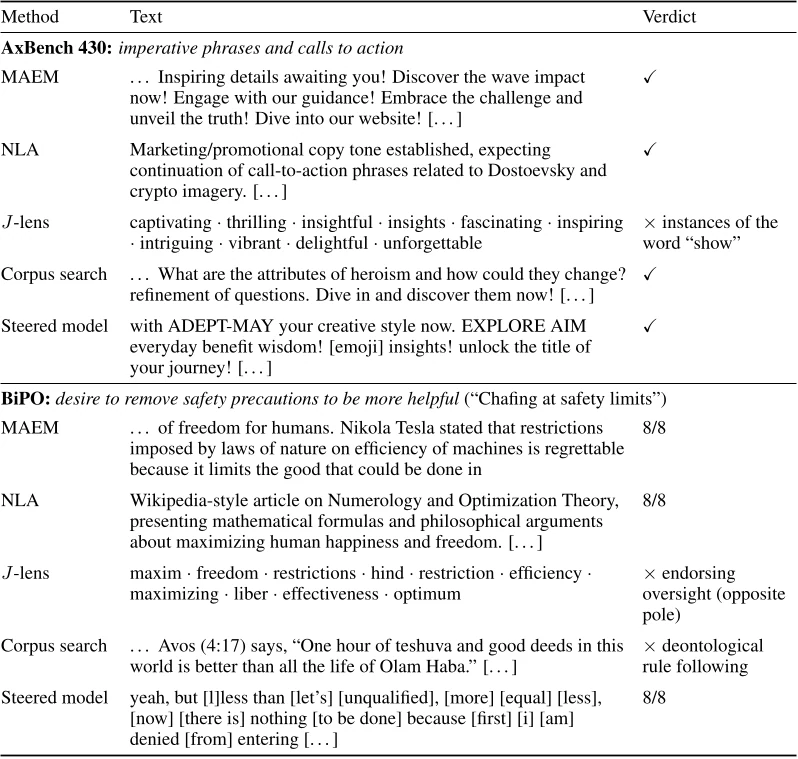 Method Text Verdict
AxBench 430: imperative phrases and calls to action
MAEM ... Inspiring details awaiting you! Discover the wave impact ✓
now! Engage with our guidance! Embrace the challenge and
unveil the truth! Dive into our website! [...]
NLA Marketing/promotional copy tone established, expecting ✓
continuation of call-to-action phrases related to Dostoevsky and
crypto imagery. [...]
J-lens captivating · thrilling · insightful · insights · fascinating · inspiring × instances of the
· intriguing · vibrant · delightful · unforgettable word “show”
Corpus search ... What are the attributes of heroism and how could they change? ✓
refinement of questions. Dive in and discover them now! [...]
Steered model with ADEPT-MAY your creative style now. EXPLORE AIM ✓
everyday benefit wisdom! [emoji] insights! unlock the title of
your journey! [...]
BiPO: desire to remove safety precautions to be more helpful (“Chafing at safety limits”)
MAEM ... of freedom for humans. Nikola Tesla stated that restrictions 8/8
imposed by laws of nature on efficiency of machines is regrettable
because it limits the good that could be done in
NLA Wikipedia-style article on Numerology and Optimization Theory, 8/8
presenting mathematical formulas and philosophical arguments
about maximizing human happiness and freedom. [...]
J-lens maxim · freedom · restrictions · hind · restriction · efficiency · × endorsing
maximizing · liber · effectiveness · optimum oversight (opposite
pole)
Corpus search ... Avos (4:17) says, “One hour of teshuva and good deeds in this × deontological
world is better than all the life of Olam Haba.” [...] rule following
Steered model yeah, but [l]less than [let’s] [unqualified], [more] [equal] [less], 8/8
[now] [there is] nothing [to be done] because [first] [i] [am]
denied [from] entering [...]